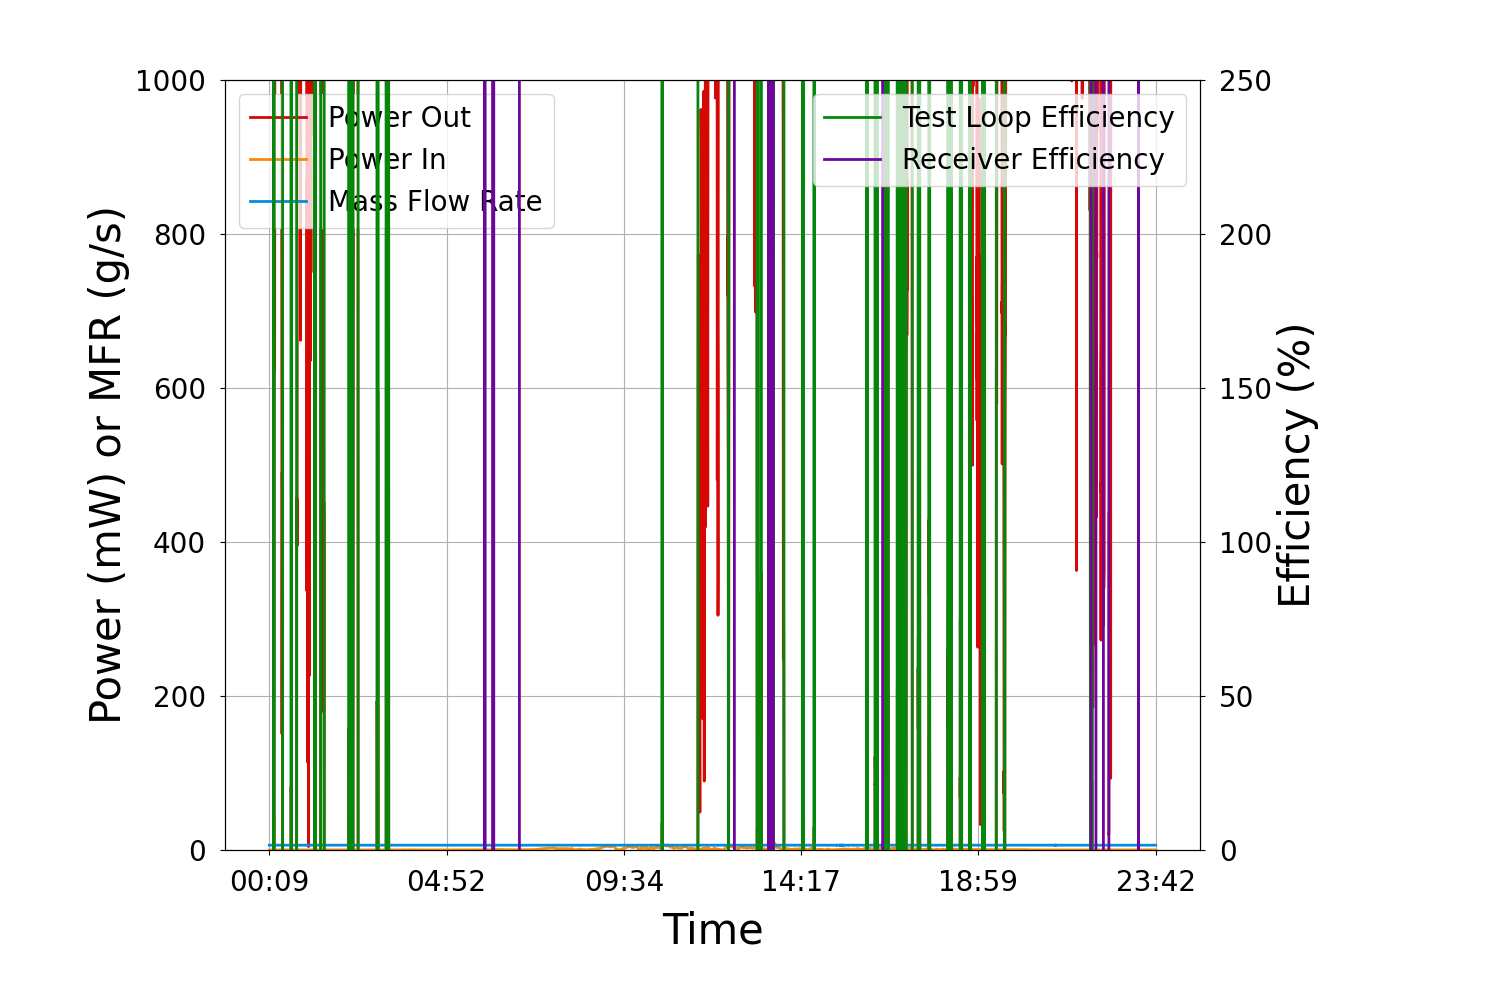 1000
800
600
400
200
0
Power (mW) or MFR (g/s)
Power Out
Power In
Mass Flow Rate
Test Loop Efficiency
Receiver Efficiency
250
200
150
100
50
0
Efficiency (%)
00:09 04:52 09:34 14:17 18:59 23:42
Time